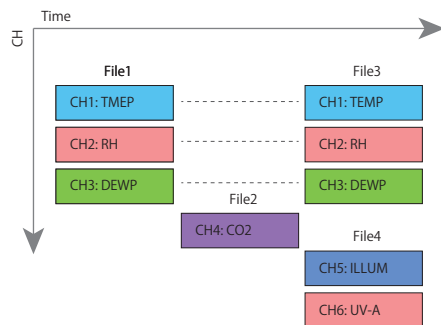 Time
CH
File1
File3
CH1: TMEP
CH1: TEMP
CH2: RH
CH2: RH
CH3: DEWP
CH3: DEWP
File2
CH4: CO2
File4
CH5: ILLUM
CH6: UV-A